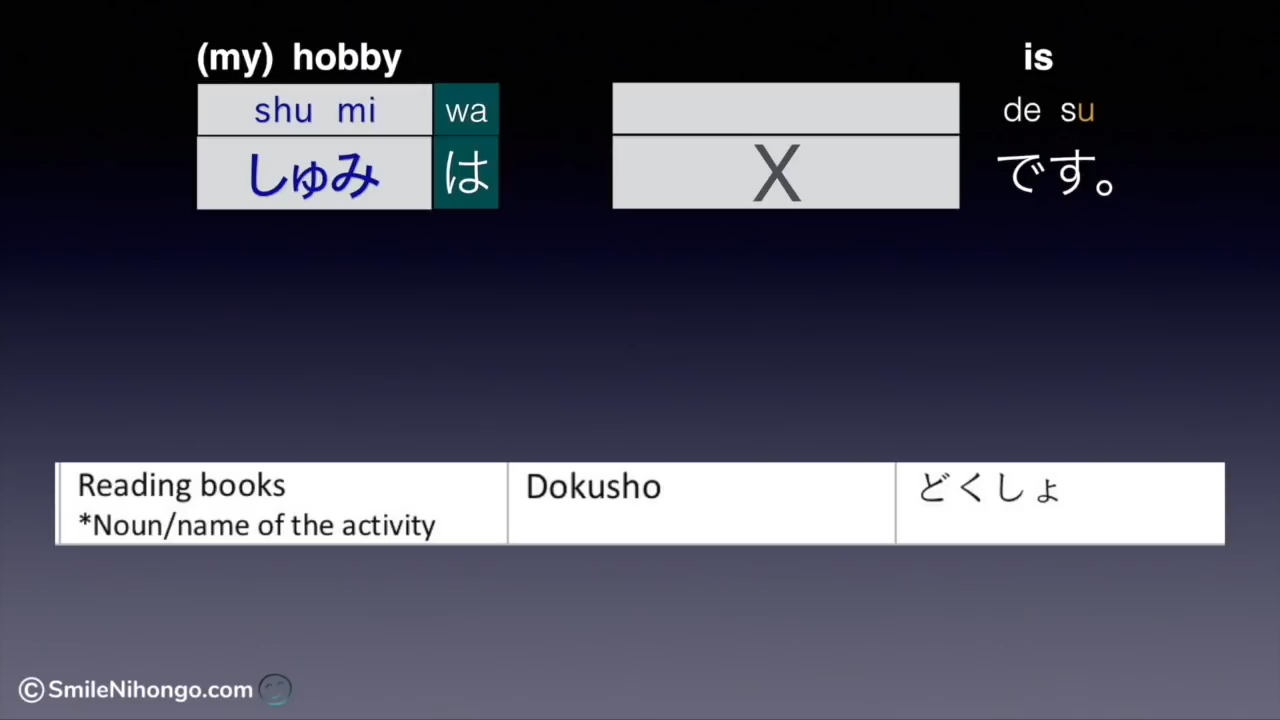 (my) hobby is
shu mi wa de su
しゅみ は X です。
Reading books Dokusho どくしょ
*Noun/name of the activity
©SmileNihongo.com